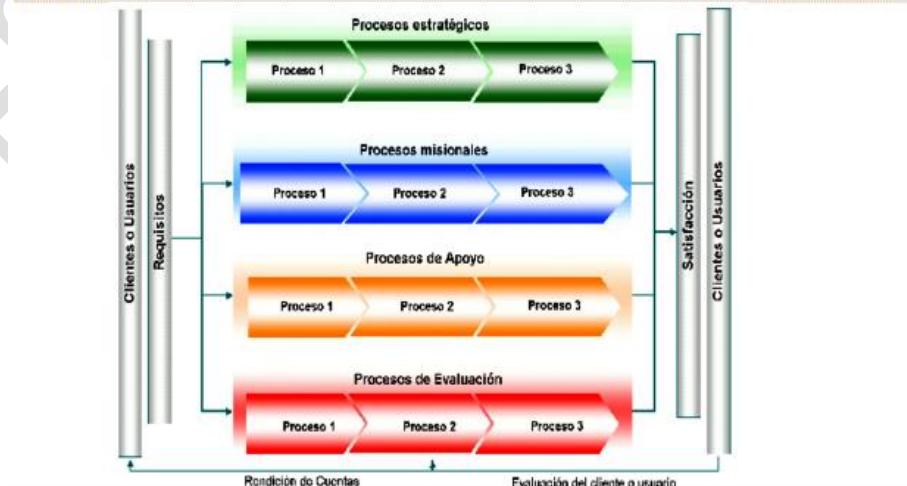 Procesos estratégicos
Proceso 1
Proceso 2
Proceso 3
Procesos misionales
Proceso 1
Proceso 2
Proceso 3
Procesos de Apoyo
Proceso 1
Proceso 2
Proceso 3
Procesos de Evaluación
Proceso 1
Proceso 2
Proceso 3
Clientes o Usuarios
Requisitos
Satisfacción
Clientes o Usuarios
Rendición de Cuentas
Evaluación del cliente o usuario